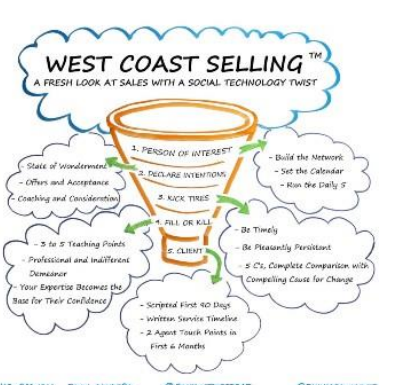 WEST COAST SELLING ™
A FRESH LOOK AT SALES WITH A SOCIAL TECHNOLOGY TWIST
1. PERSON OF INTEREST
2. DECLARE INTENTIONS
3. KICK TIRES
4. FILL OR KILL
5. CLIENT
- Build the Network
- Set the Calendar
- Run the Daily 5
- State of Wonderment
- Offers and Acceptance
- Coaching and Consideration
- Be Timely
- Be Pleasantly Persistent
- 5 C's, Complete Comparison with
Compelling Cause for Change
- 3 to 5 Teaching Points
- Professional and Indifferent
Demeanor
- Your Expertise Becomes the
Base for Their Confidence
- Scripted First 90 Days
- Written Service Timeline
- 2 Agent Touch Points in
First 6 Months